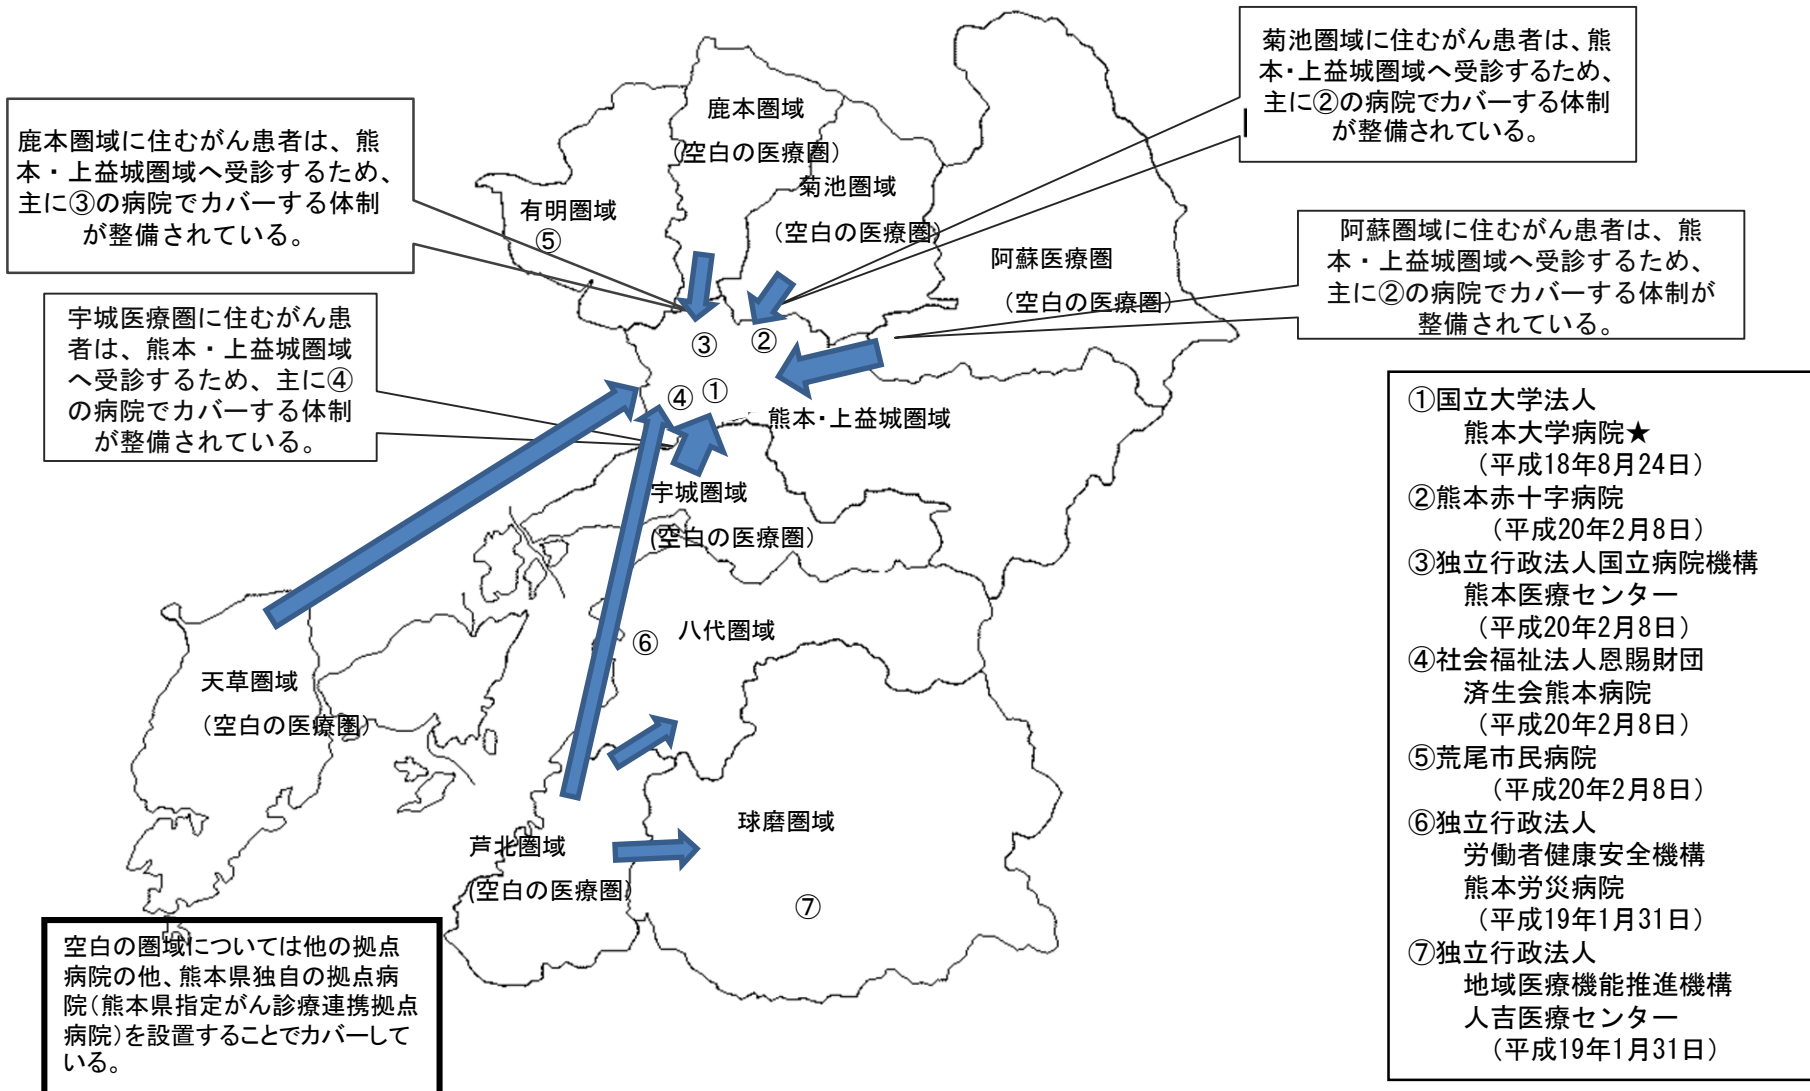 菊池圏域に住むがん患者は、熊
本・上益城圏域へ受診するため、
主に②の病院でカバーする体制
が整備されている。
鹿本圏域に住むがん患者は、熊
本・上益城圏域へ受診するため、
主に③の病院でカバーする体制
が整備されている。
鹿本圏域
(空白の医療圏)
菊池圏域
(空白の医療圏)
有明圏域
⑤
阿蘇医療圏
(空白の医療圏)
阿蘇圏域に住むがん患者は、熊
本・上益城圏域へ受診するため、
主に②の病院でカバーする体制が
整備されている。
宇城医療圏に住むがん患
者は、熊本・上益城圏域
へ受診するため、主に④
の病院でカバーする体制
が整備されている。
③
②
④
①
熊本・上益城圏域
宇城圏域
(空白の医療圏)
⑥
八代圏域
天草圏域
(空白の医療圏)
球磨圏域
芦北圏域
(空白の医療圏)
⑦
空白の圏域については他の拠点
病院の他、熊本県独自の拠点病
院(熊本県指定がん診療連携拠点
病院)を設置することでカバーして
いる。
①国立大学法人
熊本大学病院★
(平成18年8月24日)
②熊本赤十字病院
(平成20年2月8日)
③独立行政法人国立病院機構
熊本医療センター
(平成20年2月8日)
④社会福祉法人恩賜財団
済生会熊本病院
(平成20年2月8日)
⑤荒尾市民病院
(平成20年2月8日)
⑥独立行政法人
労働者健康安全機構
熊本労災病院
(平成19年1月31日)
⑦独立行政法人
地域医療機能推進機構
人吉医療センター
(平成19年1月31日)